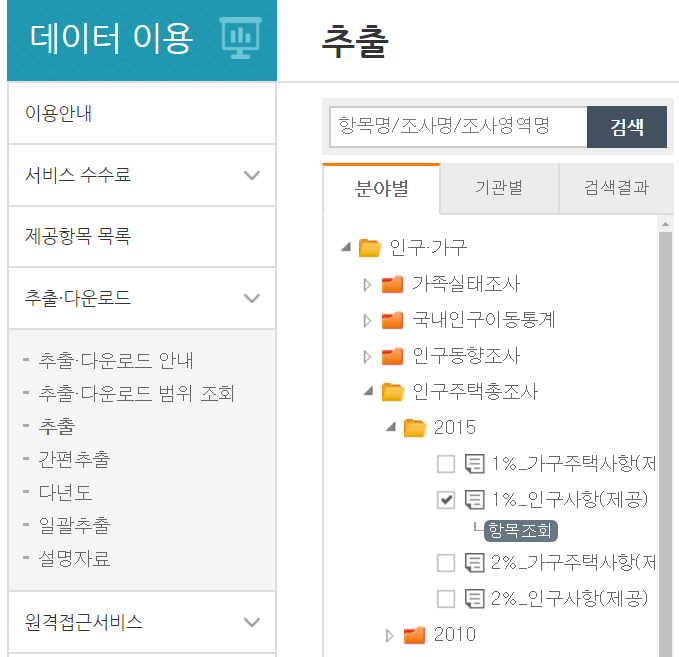 데이터 이용
이용안내
서비스 수수료
제공항목 목록
추출·다운로드
- 추출·다운로드 안내
- 추출·다운로드 범위 조회
- 추출
- 간편추출
- 다년도
- 일괄추출
- 설명자료
원격접근서비스
추출
항목명/조사명/조사영역명 검색
분야별 기관별 검색결과
인구·가구
가족실태조사
국내인구이동통계
인구동향조사
인구주택총조사
2015
1%_가구주택사항(제
1%_인구사항(제공)
항목조회
2%_가구주택사항(제
2%_인구사항(제공)
2010